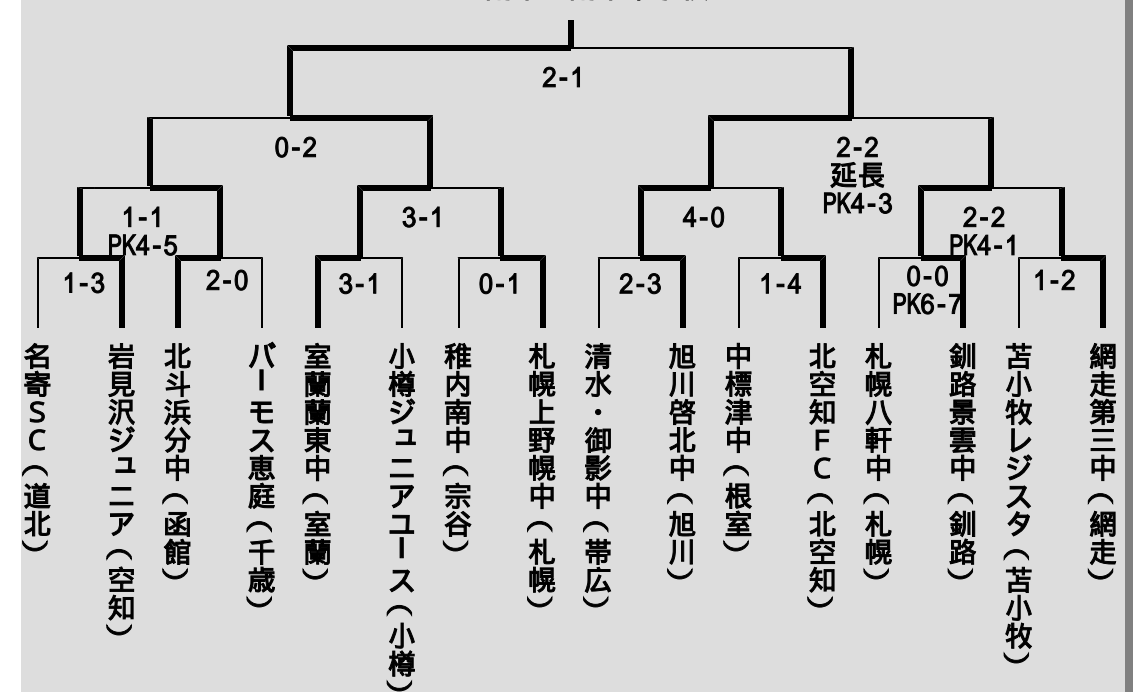 2-1
0-2
2-2
延長
PK4-3
1-1
PK4-5
3-1
4-0
2-2
PK4-1
1-3
2-0
3-1
0-1
2-3
1-4
0-0
PK6-7
1-2
名寄SC(道北)
岩見沢ジュニア(空知)
北斗浜分中(函館)
バーモス恵庭(千歳)
室蘭蘭東中(室蘭)
小樽ジュニアユース(小樽)
稚内南中(宗谷)
札幌上野幌中(札幌)
清水・御影中(帯広)
旭川啓北中(旭川)
中標津中(根室)
北空知FC(北空知)
札幌八軒中(札幌)
釧路景雲中(釧路)
苫小牧レジスタ(苫小牧)
網走第三中(網走)